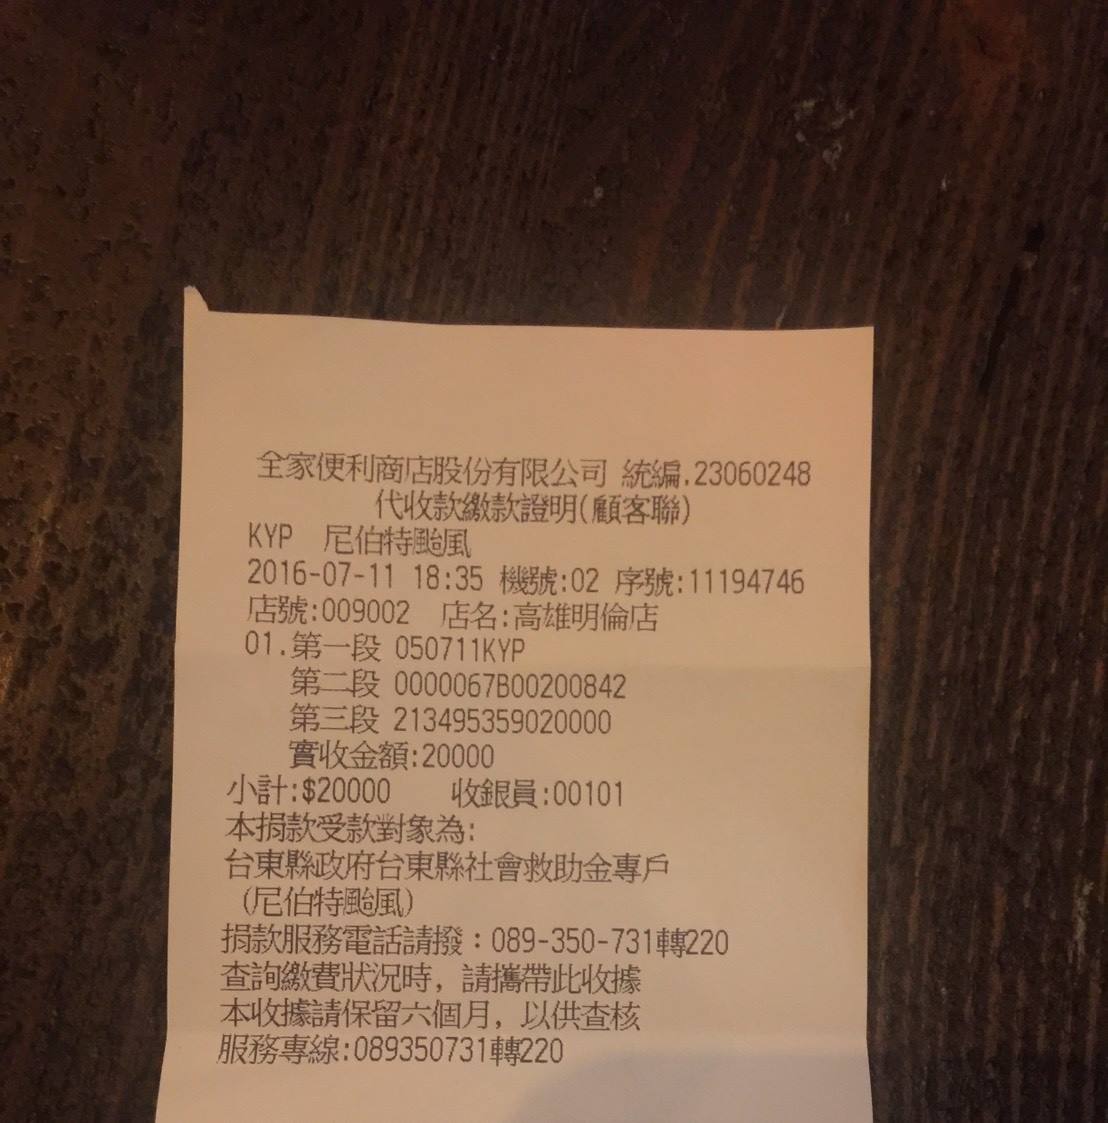 全家便利商店股份有限公司 統編.23060248
代收款繳款證明(顧客聯)
KYP 尼伯特颱風
2016-07-11 18:35 機號:02 序號:11194746
店號:009002 店名:高雄明倫店
01.第一段 050711KYP
第二段 0000067B00200842
第三段 213495359020000
實收金額:20000
小計:$20000 收銀員:00101
本捐款受款對象為:
台東縣政府台東縣社會救助金專戶
(尼伯特颱風)
捐款服務電話請撥：089-350-731轉220
查詢繳費狀況時，請攜帶此收據
本收據請保留六個月，以供查核
服務專線:089350731轉220